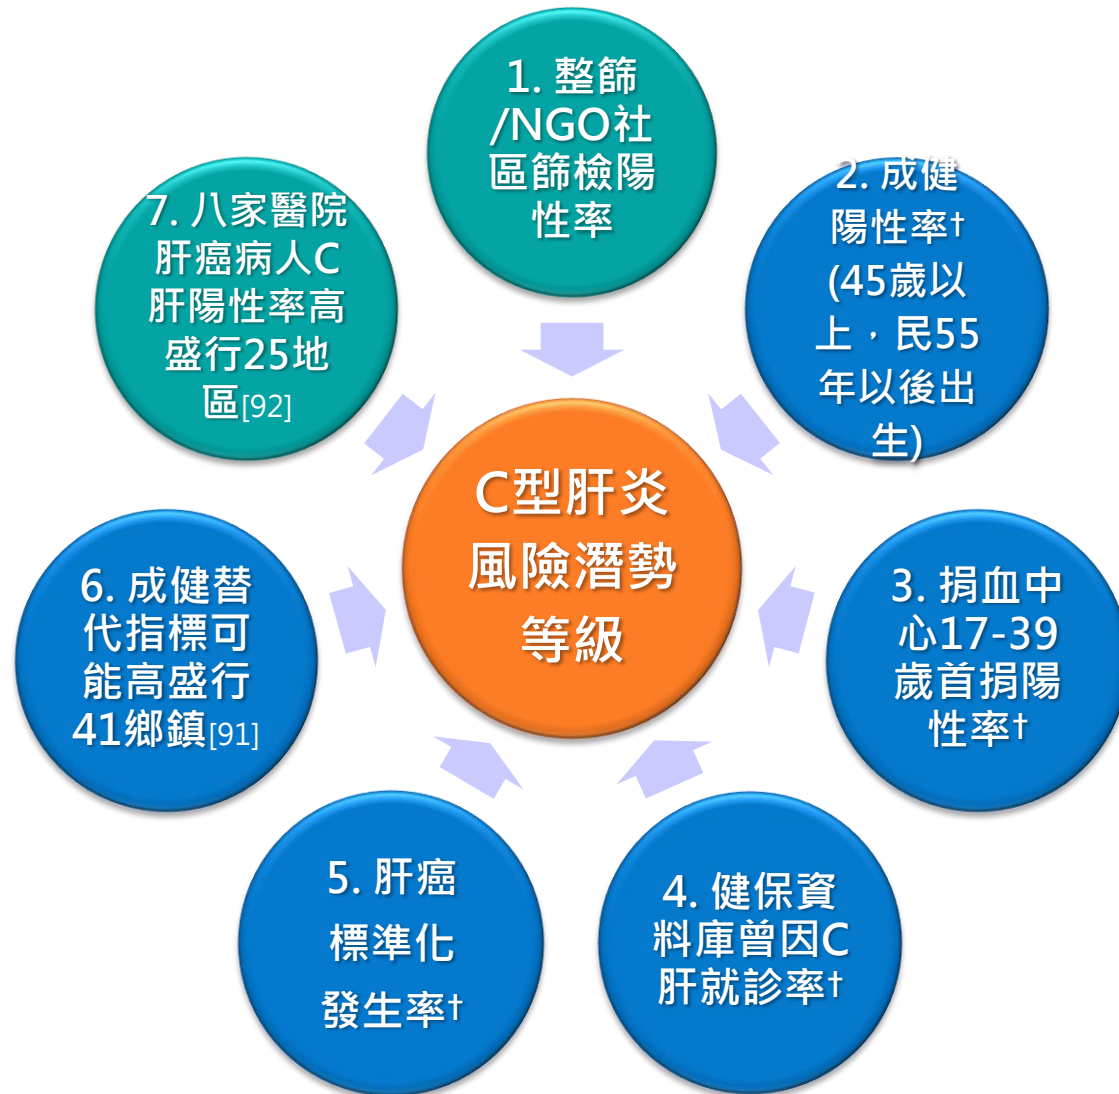 1. 整篩
/NGO社
區篩檢陽
性率
2. 成健
陽性率†
(45歲以
上，民55
年以後出
生)
3. 捐血中
心17-39
歲首捐陽
性率†
4. 健保資
料庫曾因C
肝就診率†
5. 肝癌
標準化
發生率†
6. 成健替
代指標可
能高盛行
41鄉鎮[91]
7. 八家醫院
肝癌病人C
肝陽性率高
盛行25地
區[92]
C型肝炎
風險潛勢
等級